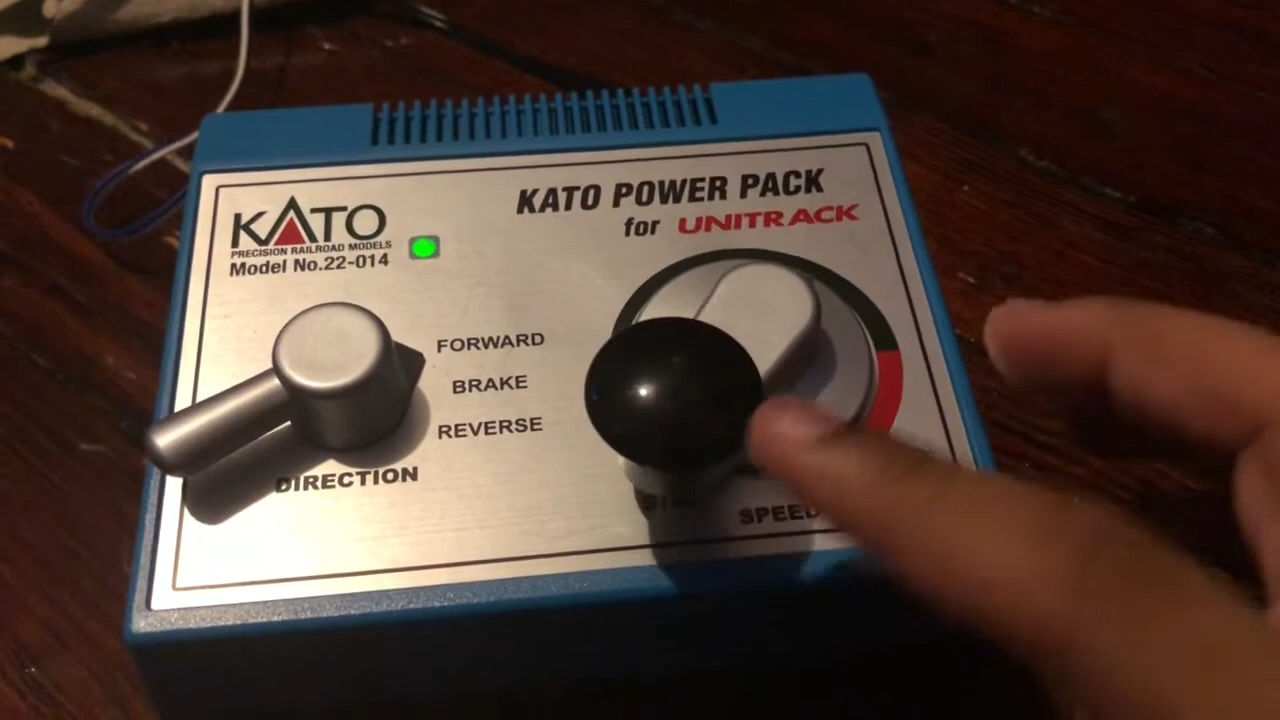 KATO
PRECISION RAILROAD MODELS
Model No.22-014
KATO POWER PACK
for UNITRACK
FORWARD
BRAKE
REVERSE
DIRECTION
SPEED